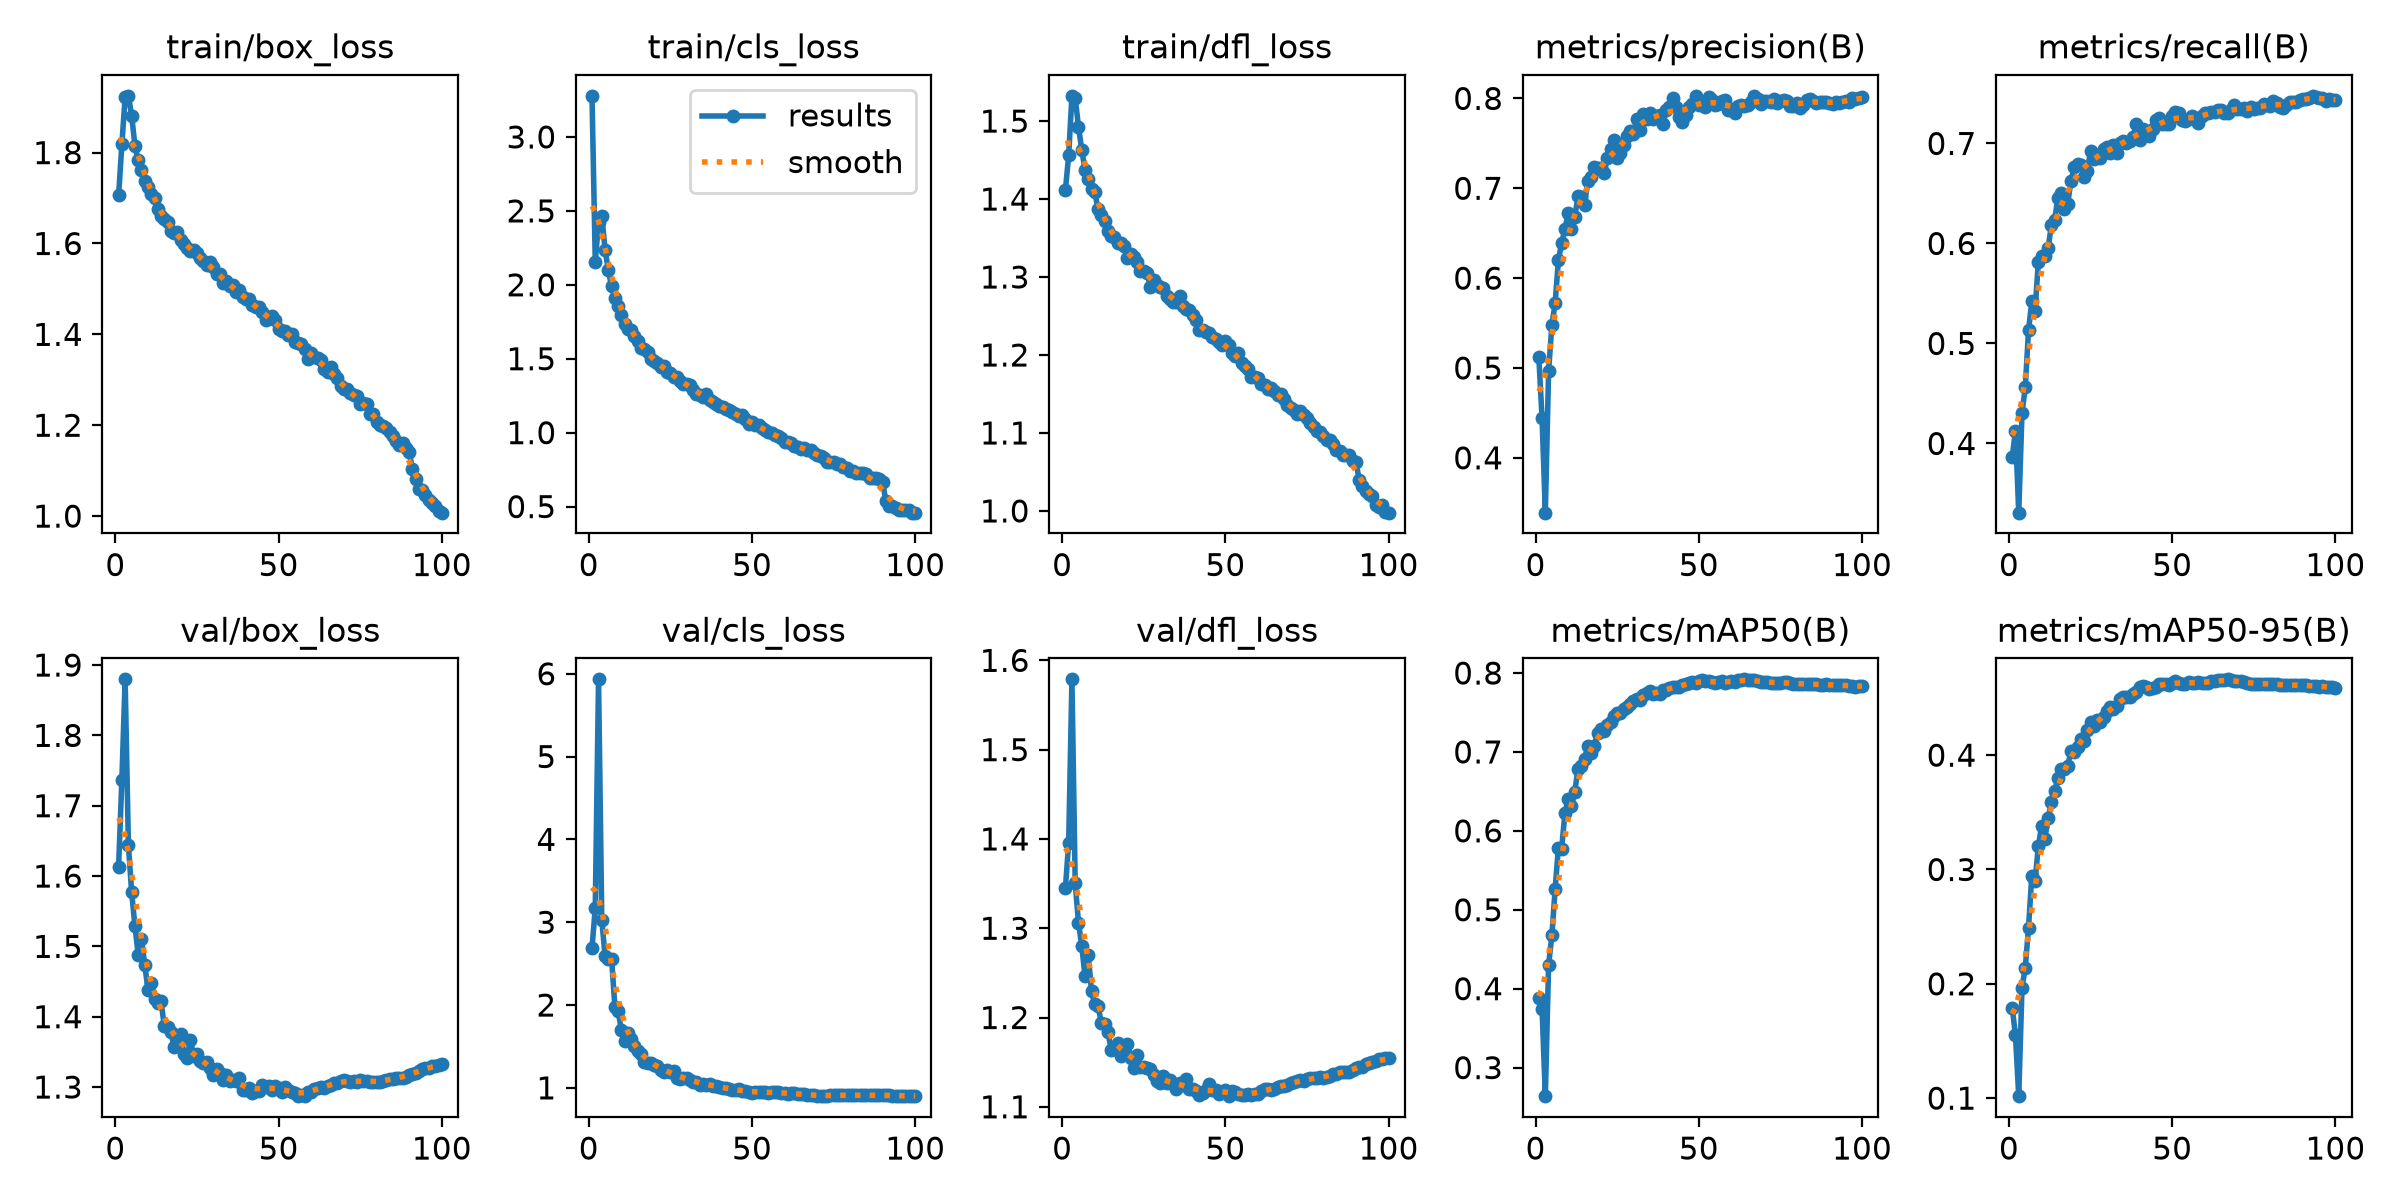 train/box_loss
1.8
1.6
1.4
1.2
1.0
0 50 100
train/cls_loss
results
smooth
3.0
2.5
2.0
1.5
1.0
0.5
0 50 100
train/dfl_loss
1.5
1.4
1.3
1.2
1.1
1.0
0 50 100
metrics/precision(B)
0.8
0.7
0.6
0.5
0.4
0 50 100
metrics/recall(B)
0.7
0.6
0.5
0.4
0 50 100
val/box_loss
1.9
1.8
1.7
1.6
1.5
1.4
1.3
0 50 100
val/cls_loss
6
5
4
3
2
1
0 50 100
val/dfl_loss
1.6
1.5
1.4
1.3
1.2
1.1
0 50 100
metrics/mAP50(B)
0.8
0.7
0.6
0.5
0.4
0.3
0 50 100
metrics/mAP50-95(B)
0.4
0.3
0.2
0.1
0 50 100